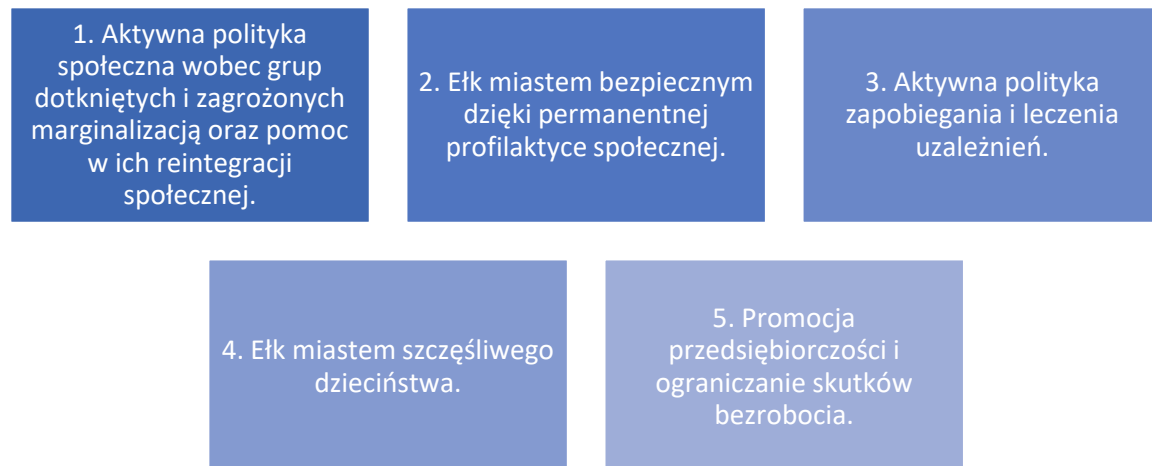 1. Aktywna polityka
społeczna wobec grup
dotkniętych i zagrożonych
marginalizacją oraz pomoc
w ich reintegracji
społecznej.
2. Ełk miastem bezpiecznym
dzięki permanentnej
profilaktyce społecznej.
3. Aktywna polityka
zapobiegania i leczenia
uzależnień.
4. Ełk miastem szczęśliwego
dzieciństwa.
5. Promocja
przedsiębiorczości i
ograniczanie skutków
bezrobocia.